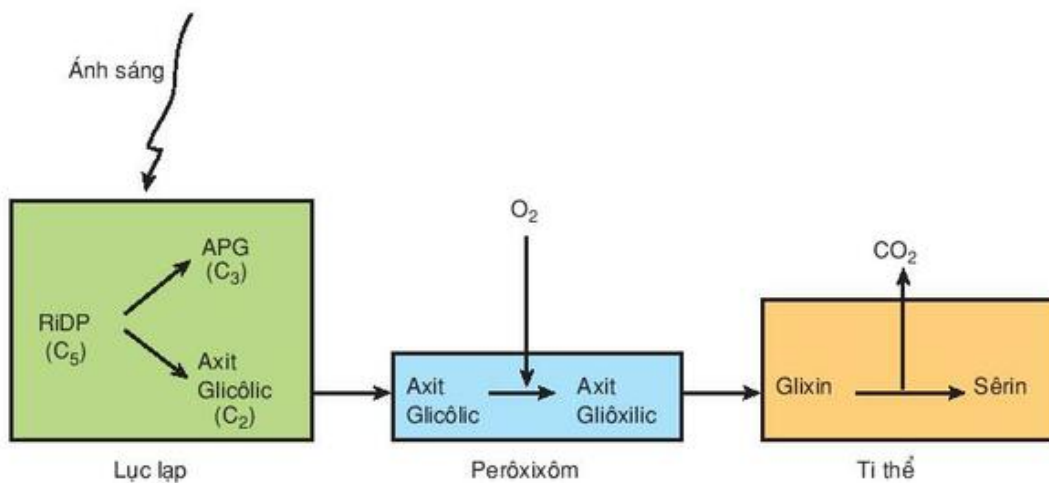 Ánh sáng
O₂
CO₂
APG
(C₃)
RiDP
(C₅)
Axit
Glicôlic
(C₂)
Axit
Glicôlic
Axit
Gliôxilic
Glixin
Sêrin
Lục lạp
Perôxixôm
Ti thể